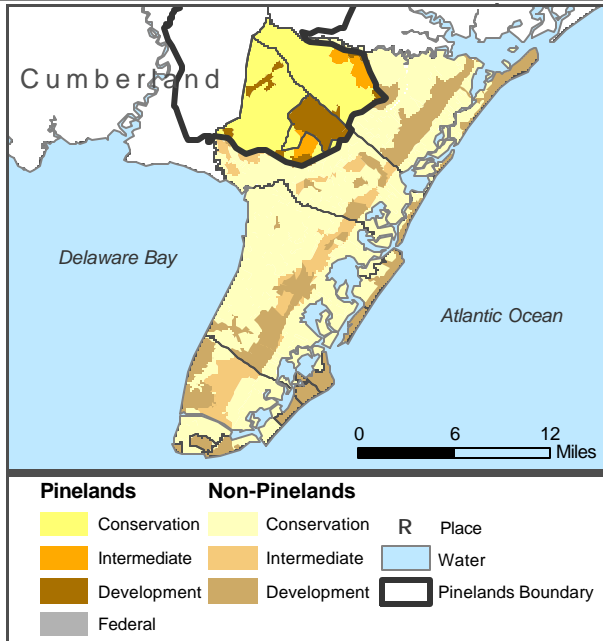 Cumberland
Delaware Bay
Atlantic Ocean
0 6 12
Miles
Pinelands Non-Pinelands
Conservation Conservation R Place
Intermediate Intermediate Water
Development Development Pinelands Boundary
Federal